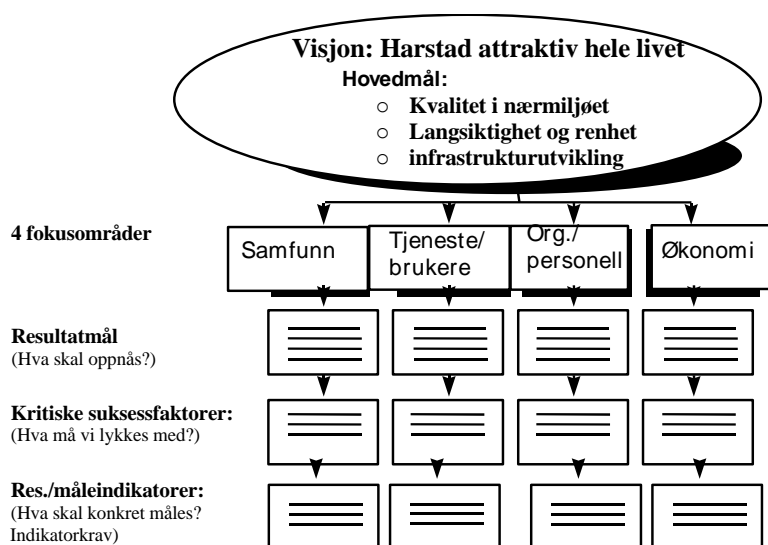 Visjon: Harstad attraktiv hele livet
Hovedmål:
○ Kvalitet i nærmiljøet
○ Langsiktighet og renhet
○ infrastrukturutvikling
4 fokusområder
Samfunn
Tjeneste/
brukere
Org./
personell
Økonomi
Resultatmål
(Hva skal oppnås?)
Kritiske suksessfaktorer:
(Hva må vi lykkes med?)
Res./måleindikatorer:
(Hva skal konkret måles?
Indikatorkrav)